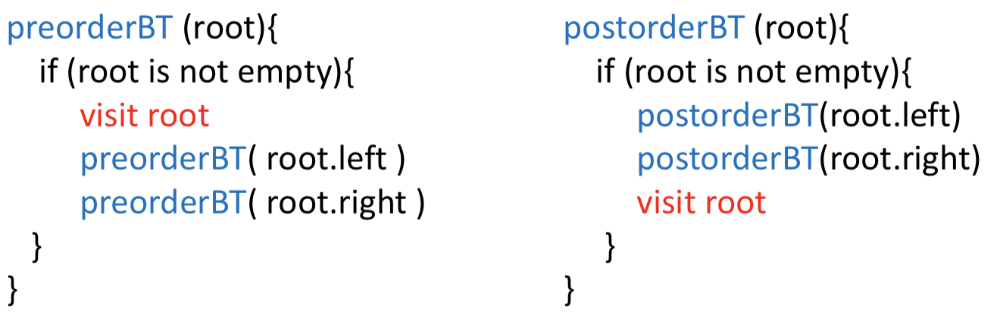 preorderBT (root){
if (root is not empty){
visit root
preorderBT( root.left )
preorderBT( root.right )
}
}
postorderBT (root){
if (root is not empty){
postorderBT(root.left)
postorderBT(root.right)
visit root
}
}